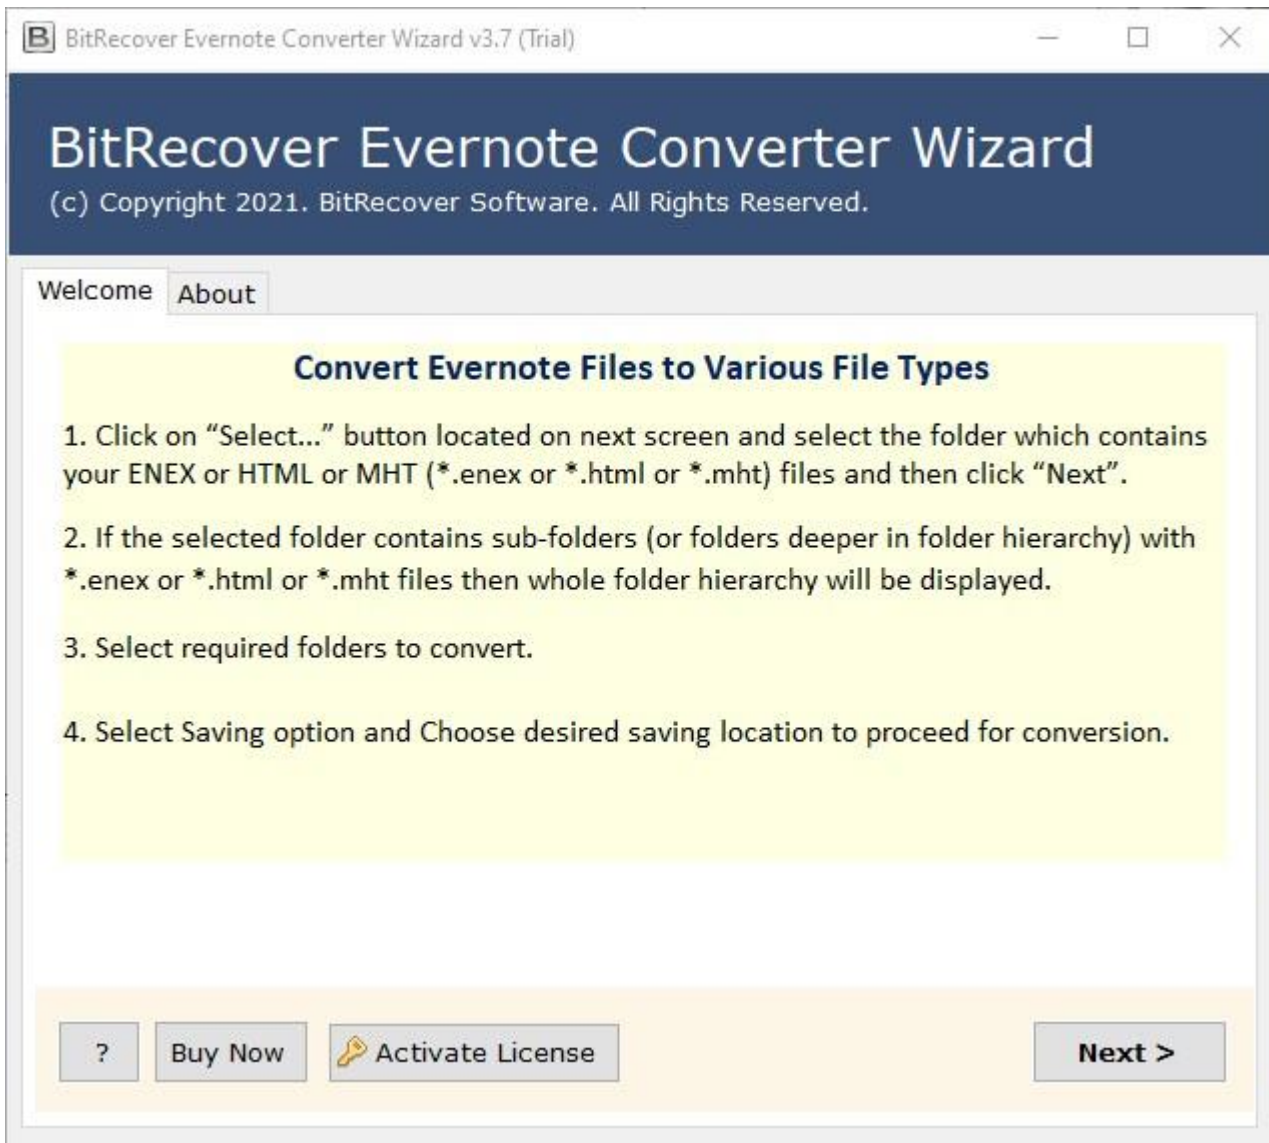 BitRecover Evernote Converter Wizard v3.7 (Trial)
BitRecover Evernote Converter Wizard
(c) Copyright 2021. BitRecover Software. All Rights Reserved.
Welcome
About
Convert Evernote Files to Various File Types
1. Click on “Select...” button located on next screen and select the folder which contains
your ENEX or HTML or MHT (*.enex or *.html or *.mht) files and then click “Next”.
2. If the selected folder contains sub-folders (or folders deeper in folder hierarchy) with
*.enex or *.html or *.mht files then whole folder hierarchy will be displayed.
3. Select required folders to convert.
4. Select Saving option and Choose desired saving location to proceed for conversion.
?
Buy Now
Activate License
Next >